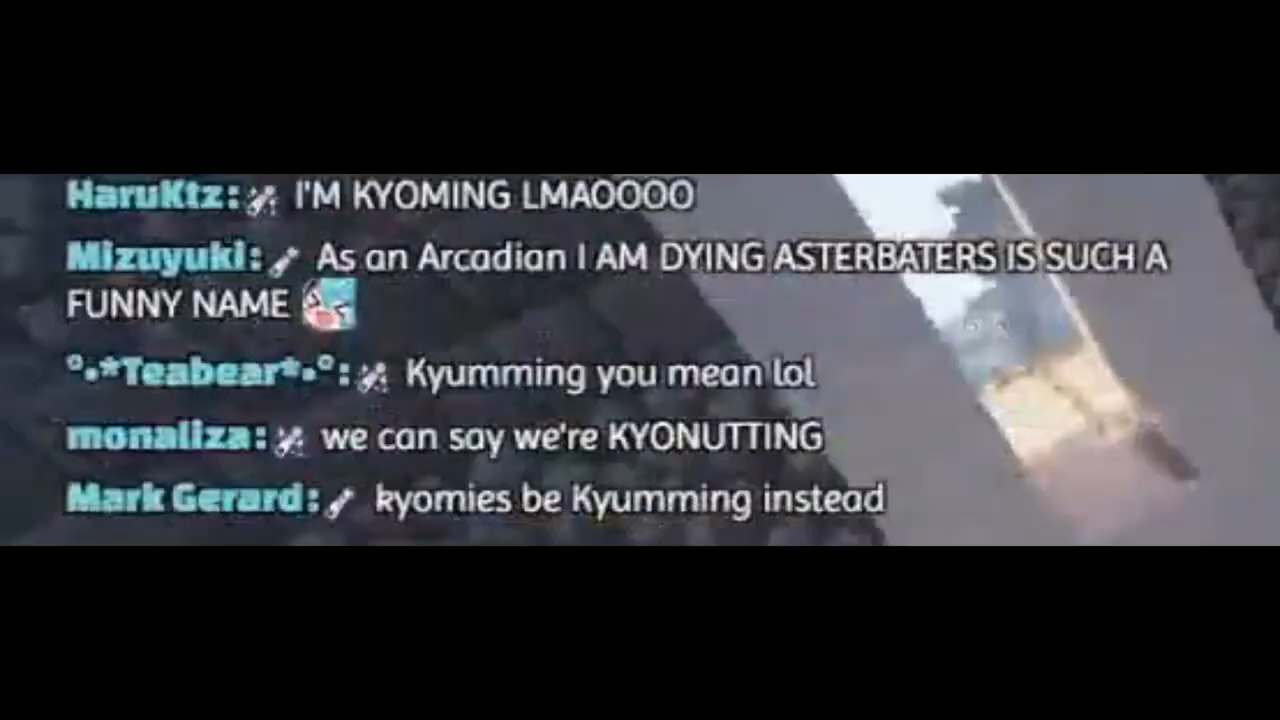 HaruKtz: I'M KYOMING LMAOOOO
Mizuyuki: As an Arcadian I AM DYING ASTERBATERS IS SUCH A
FUNNY NAME
°•*Teabear*•°: Kyumming you mean lol
monaliza: we can say we're KYONUTTING
Mark Gerard: kyomies be Kyumming instead